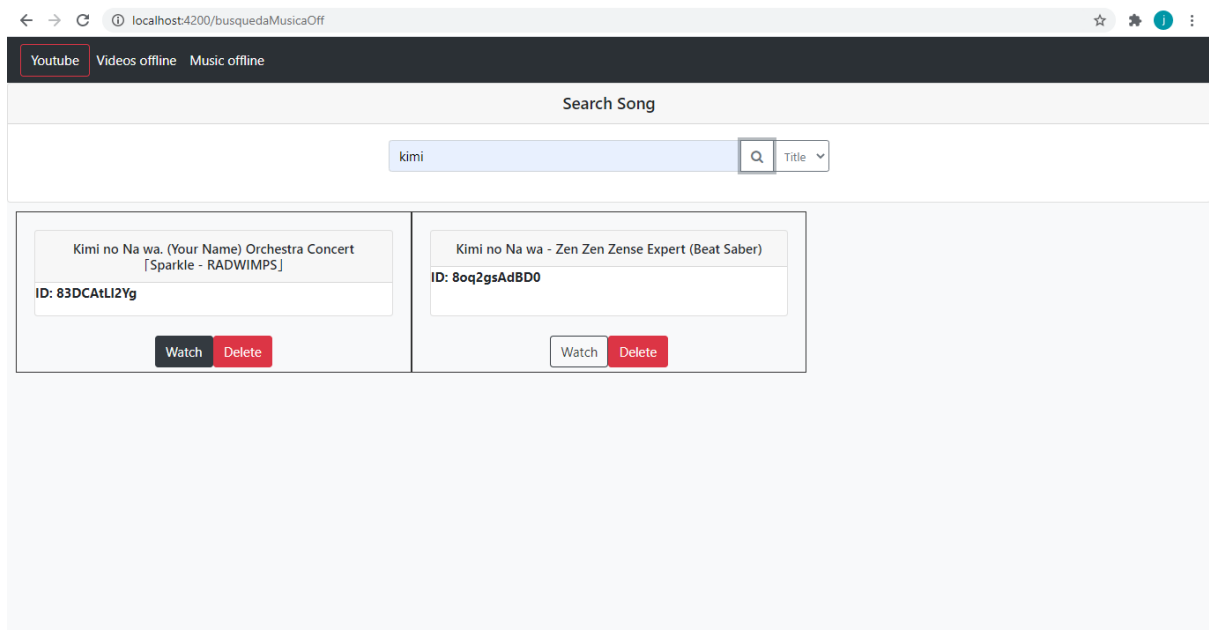 localhost:4200/busquedaMusicaOff
j
Youtube Videos offline Music offline
Search Song
kimi Title
Kimi no Na wa. (Your Name) Orchestra Concert
「Sparkle - RADWIMPS」
ID: 83DCAtLI2Yg
Watch Delete
Kimi no Na wa - Zen Zen Zense Expert (Beat Saber)
ID: 8oq2gsAdBD0
Watch Delete